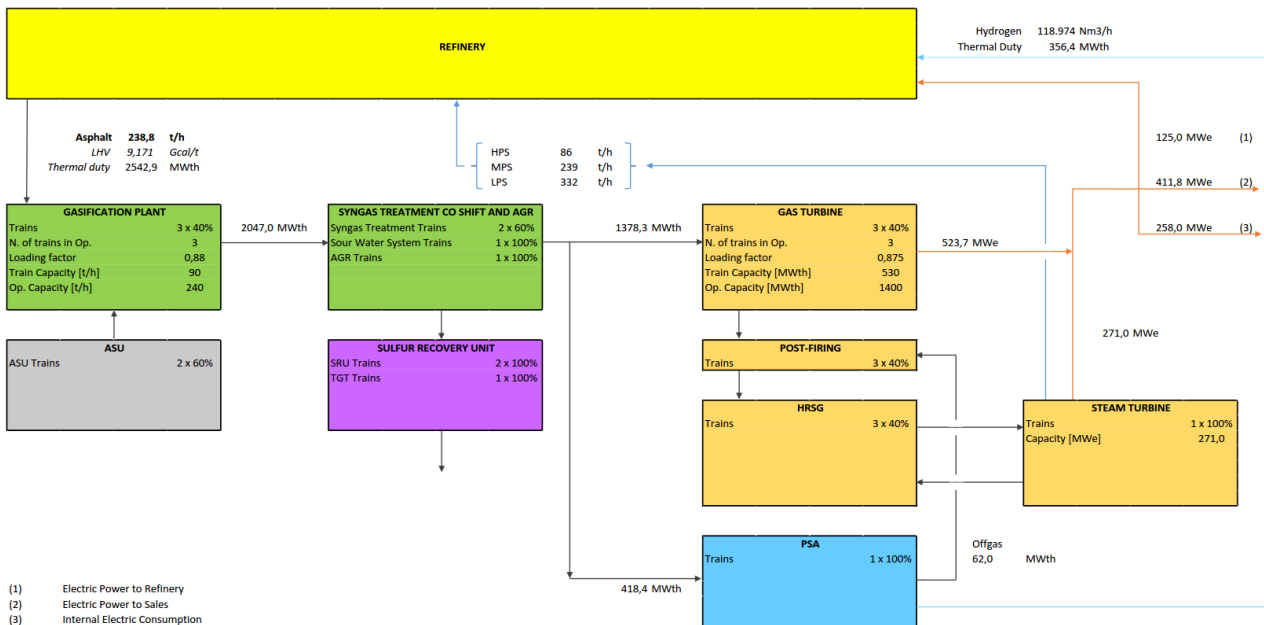 REFINERY
Hydrogen 118.974 Nm3/h
Thermal Duty 356,4 MWth
Asphalt 238,8 t/h
LHV 9,171 Gcal/t
Thermal duty 2542,9 MWth
HPS 86 t/h
MPS 239 t/h
LPS 332 t/h
125,0 MWe (1)
411,8 MWe (2)
258,0 MWe (3)
GASIFICATION PLANT
Trains 3 x 40%
N. of trains in Op. 3
Loading factor 0,88
Train Capacity [t/h] 90
Op. Capacity [t/h] 240
2047,0 MWth
SYNGAS TREATMENT CO SHIFT AND AGR
Syngas Treatment Trains 2 x 60%
Sour Water System Trains 1 x 100%
AGR Trains 1 x 100%
1378,3 MWth
GAS TURBINE
Trains 3 x 40%
N. of trains in Op. 3
Loading factor 0,875
Train Capacity [MWth] 530
Op. Capacity [MWth] 1400
523,7 MWe
271,0 MWe
ASU
ASU Trains 2 x 60%
SULFUR RECOVERY UNIT
SRU Trains 2 x 100%
TGT Trains 1 x 100%
POST-FIRING
Trains 3 x 40%
HRSG
Trains 3 x 40%
STEAM TURBINE
Trains 1 x 100%
Capacity [MWe] 271,0
PSA
Trains 1 x 100%
Offgas
62,0 MWth
418,4 MWth
(1) Electric Power to Refinery
(2) Electric Power to Sales
(3) Internal Electric Consumption